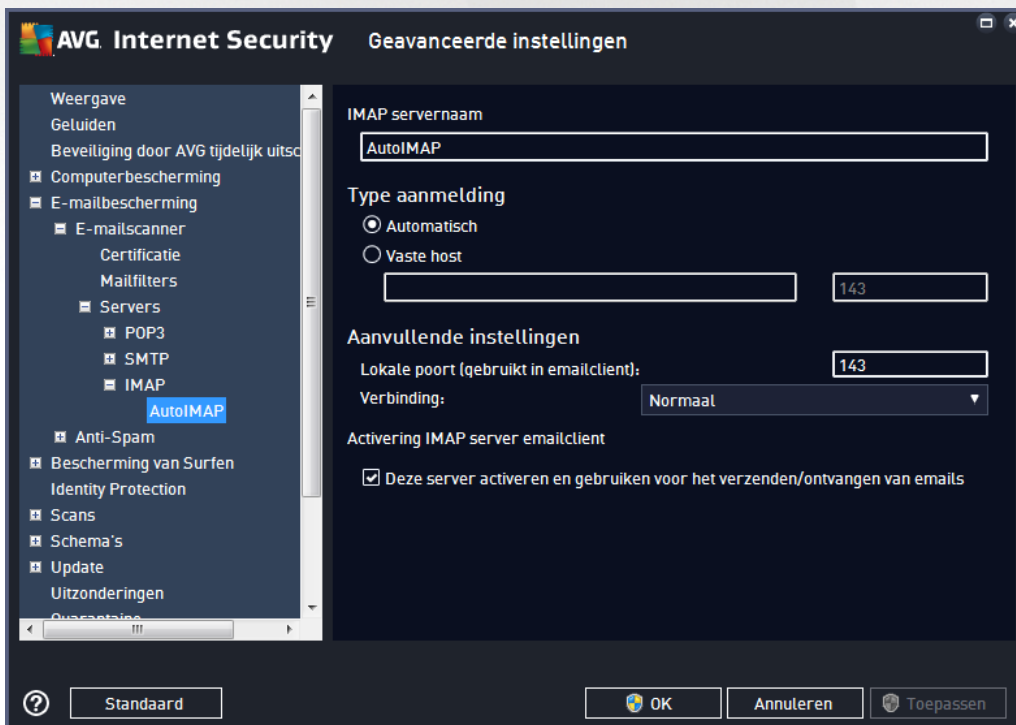 AVG Internet Security Geavanceerde instellingen
Weergave
Geluiden
Beveiliging door AVG tijdelijk uitsc
Computerbescherming
E-mailbescherming
E-mailscanner
Certificatie
Mailfilters
Servers
POP3
SMTP
IMAP
AutoIMAP
Anti-Spam
Bescherming van Surfen
Identity Protection
Scans
Schema's
Update
Uitzonderingen
Quarantaine
IMAP servernaam
AutoIMAP
Type aanmelding
Automatisch
Vaste host
143
Aanvullende instellingen
Lokale poort (gebruikt in emailclient):
143
Verbinding:
Normaal
Activering IMAP server emailclient
Deze server activeren en gebruiken voor het verzenden/ontvangen van emails
Standaard
OK
Annuleren
Toepassen